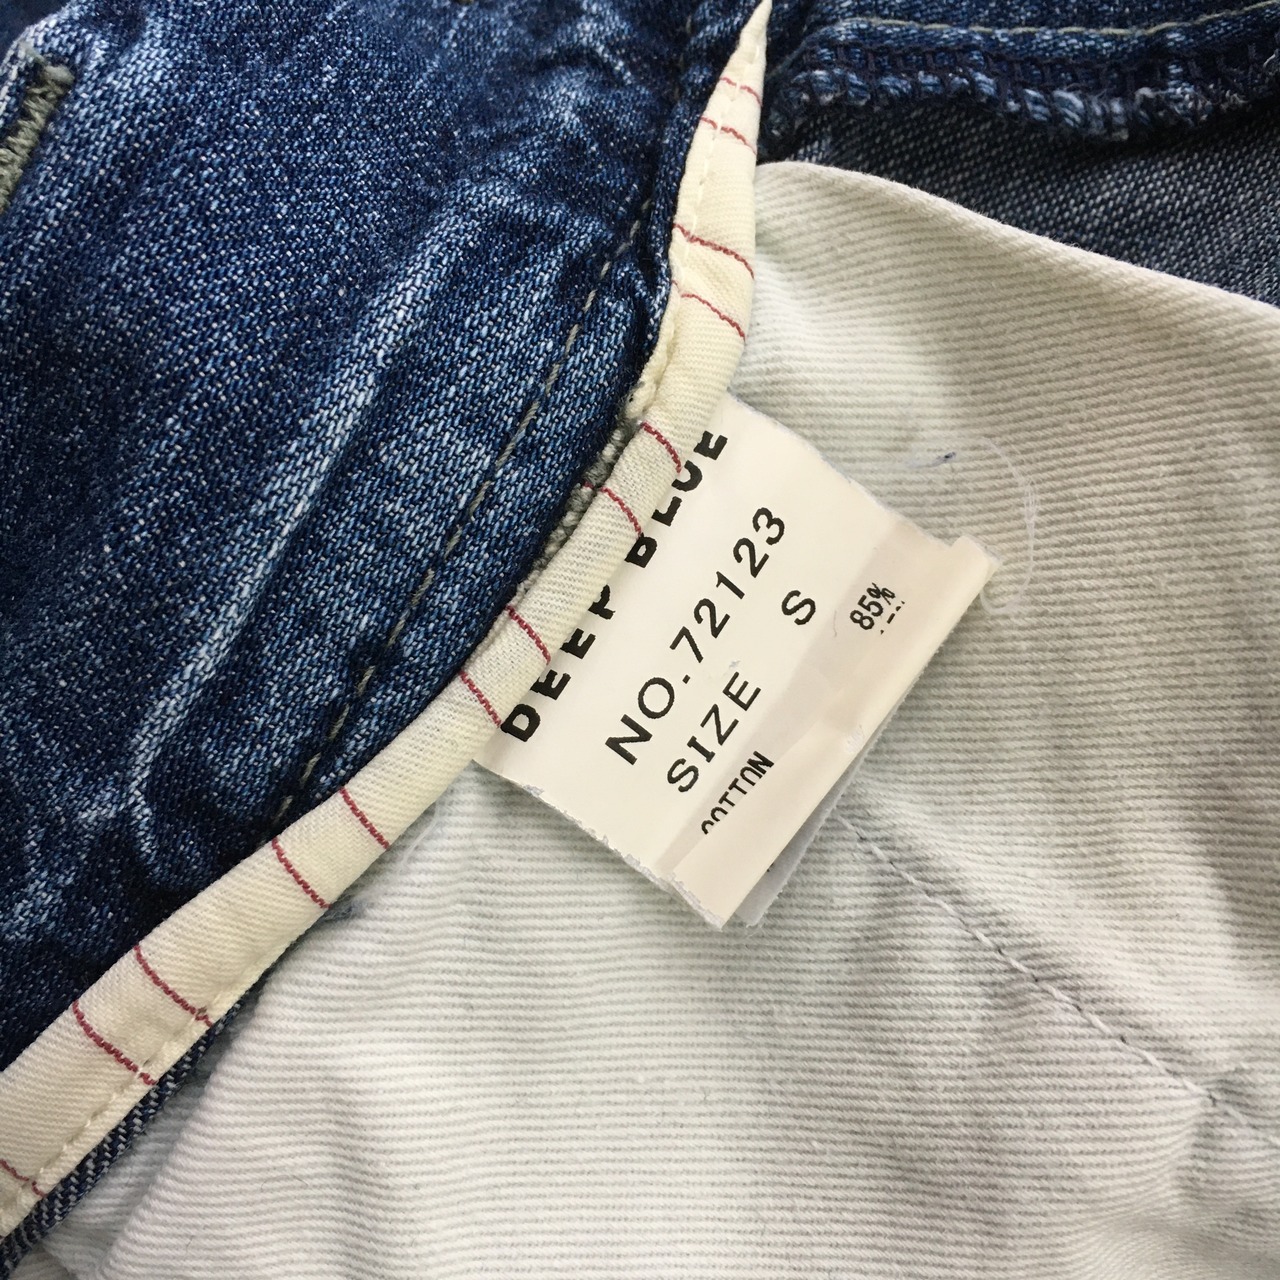 DEEP BLUE
NO.72123
SIZE S
COTTON 85%